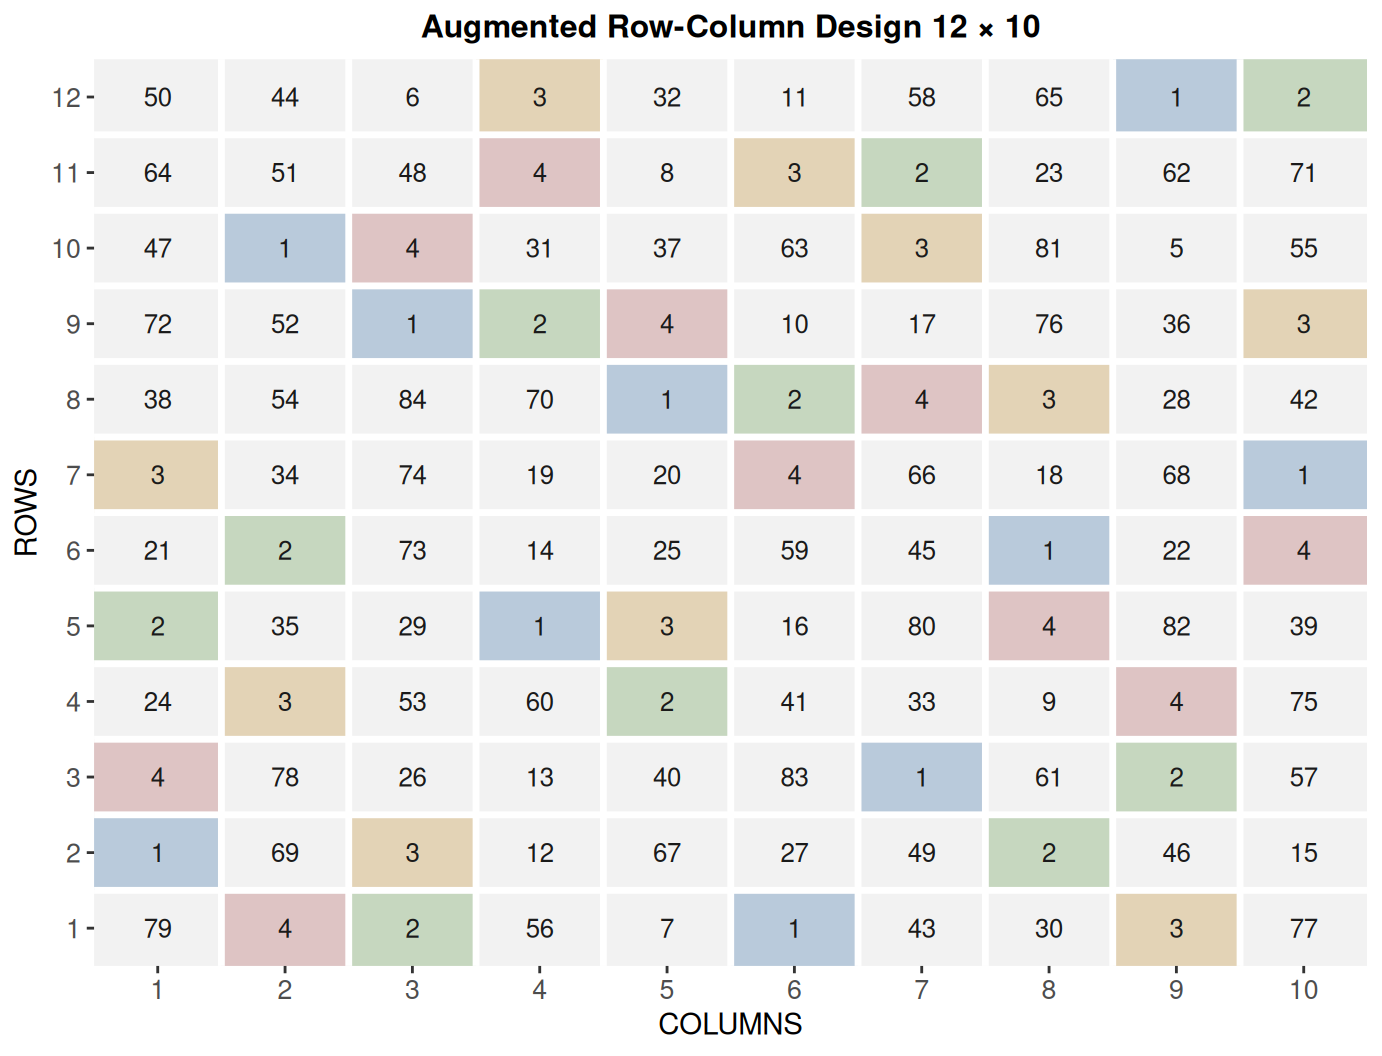 Augmented Row-Column Design 12 × 10
12 50 44 6 3 32 11 58 65 1 2
11 64 51 48 4 8 3 2 23 62 71
10 47 1 4 31 37 63 3 81 5 55
9 72 52 1 2 4 10 17 76 36 3
8 38 54 84 70 1 2 4 3 28 42
7 3 34 74 19 20 4 66 18 68 1
6 21 2 73 14 25 59 45 1 22 4
5 2 35 29 1 3 16 80 4 82 39
4 24 3 53 60 2 41 33 9 4 75
3 4 78 26 13 40 83 1 61 2 57
2 1 69 3 12 67 27 49 2 46 15
1 79 4 2 56 7 1 43 30 3 77
1 2 3 4 5 6 7 8 9 10
COLUMNS
ROWS